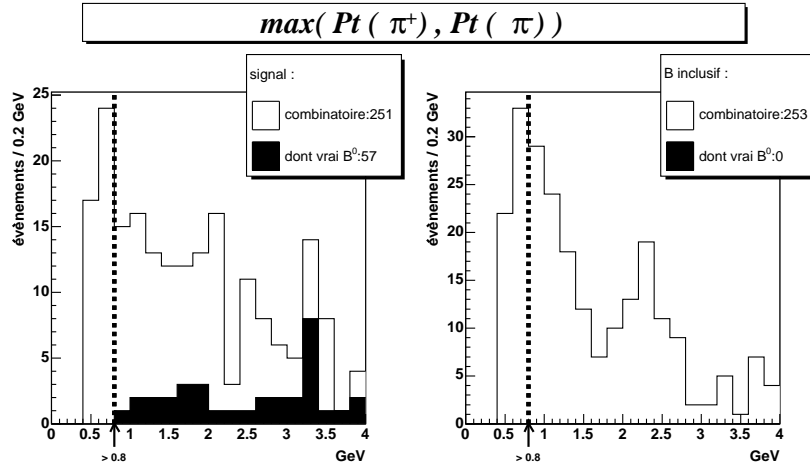 max( Pt ( π+) , Pt ( π ) )
signal :
combinatoire:251
dont vrai B0:57
évènements / 0.2 GeV
25
20
15
10
5
0
0 0.5 1 1.5 2 2.5 3 3.5 4
GeV
> 0.8
B inclusif :
combinatoire:253
dont vrai B0:0
évènements / 0.2 GeV
30
25
20
15
10
5
0
0 0.5 1 1.5 2 2.5 3 3.5 4
GeV
> 0.8